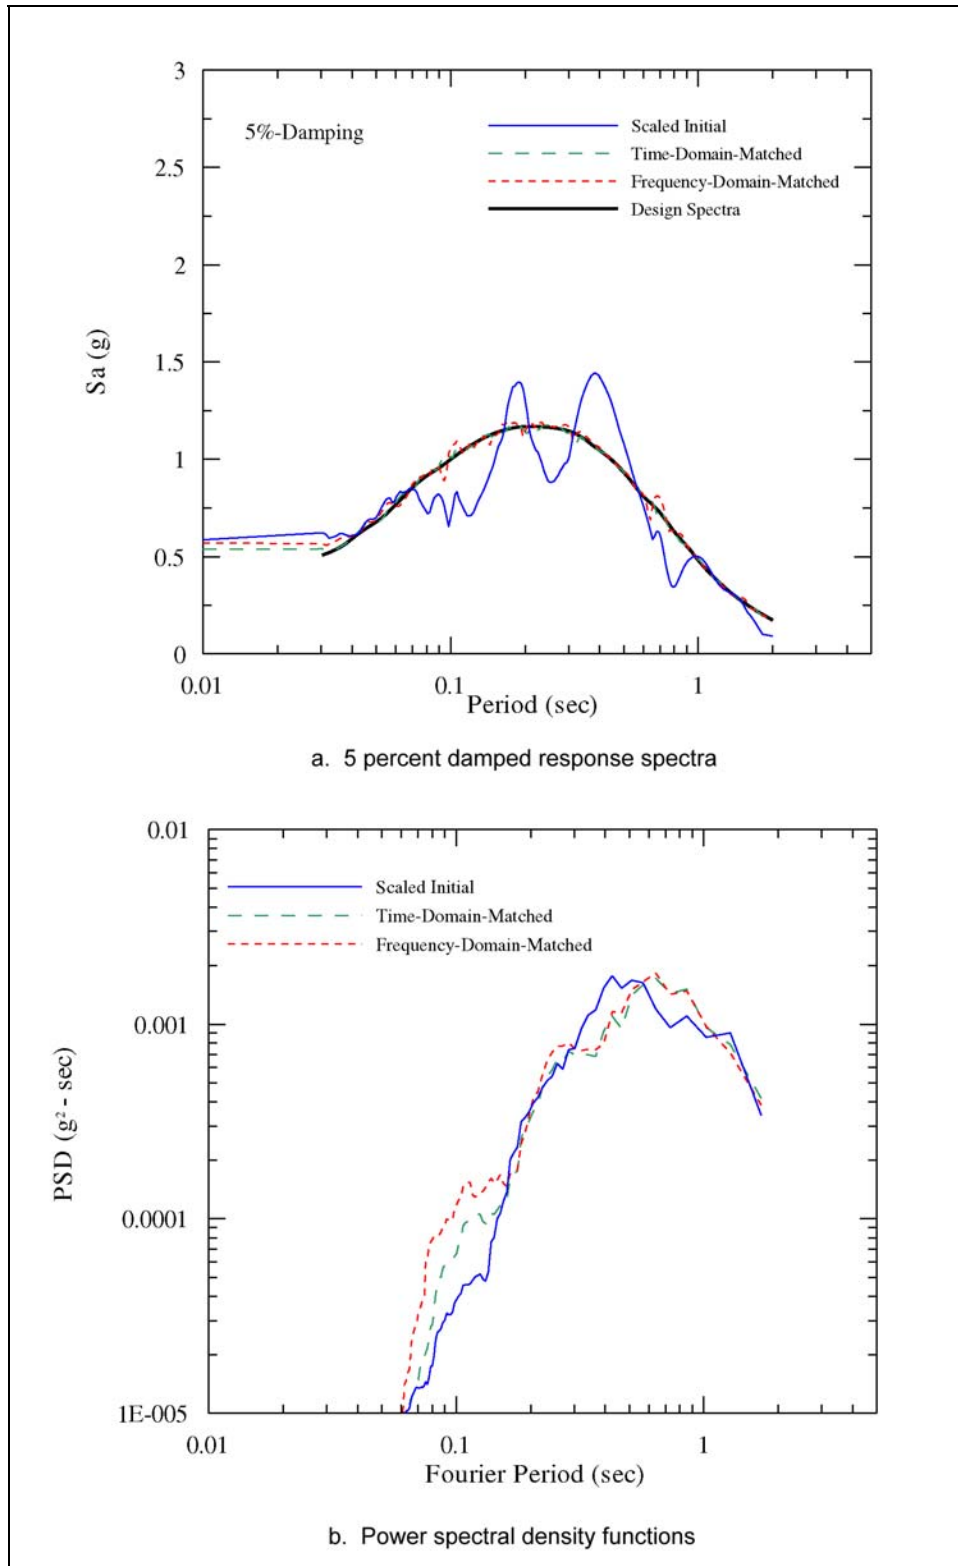 3
5%-Damping
Scaled Initial
Time-Domain-Matched
Frequency-Domain-Matched
Design Spectra
2.5
2
1.5
1
0.5
0
Sa (g)
0.01
0.1
1
Period (sec)
a. 5 percent damped response spectra
0.01
Scaled Initial
Time-Domain-Matched
Frequency-Domain-Matched
0.001
0.0001
1E-005
PSD (g² - sec)
0.01
0.1
1
Fourier Period (sec)
b. Power spectral density functions